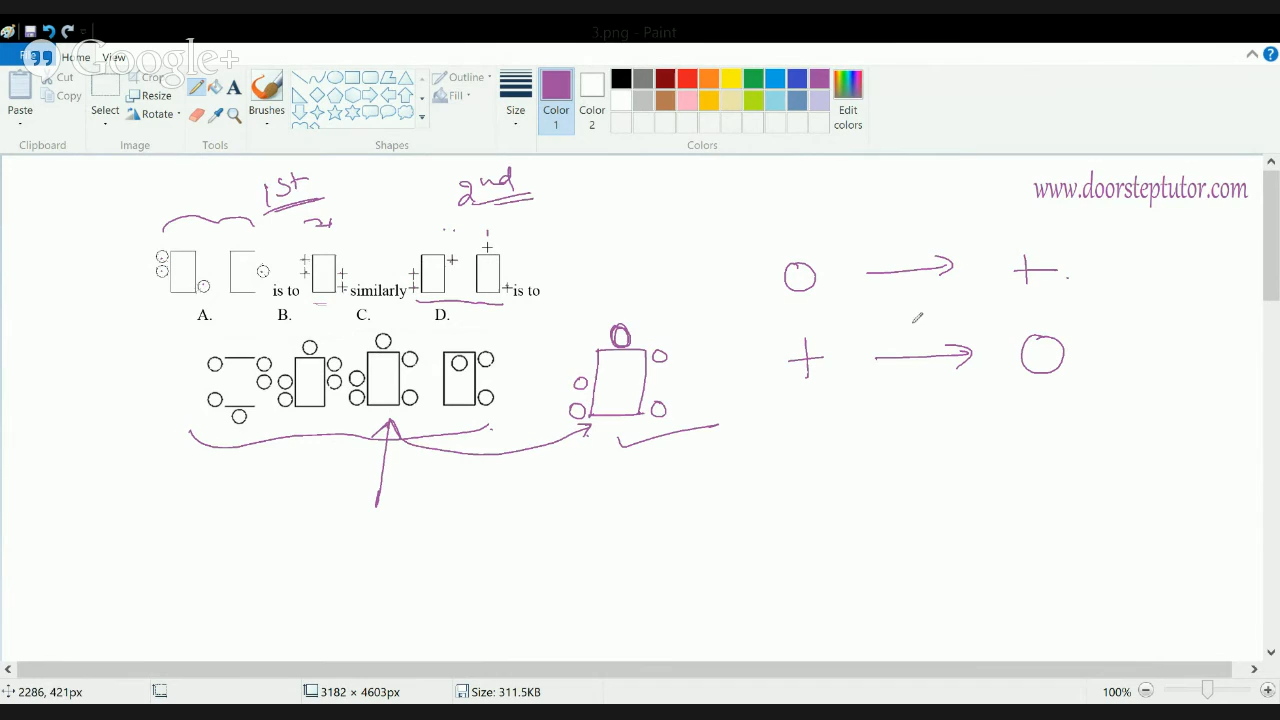 3.png - Paint
Google+
File
Home
View
Paste
Cut
Copy
Clipboard
Select
Crop
Resize
Rotate
Image
A
Tools
Brushes
Outline
Fill
Shapes
Size
Color 1
Color 2
Edit colors
Colors
1st
2nd
www.doorsteptutor.com
is to
similarly
is to
A. B. C. D.
2286, 421px
3182 × 4603px
Size: 311.5KB
100%